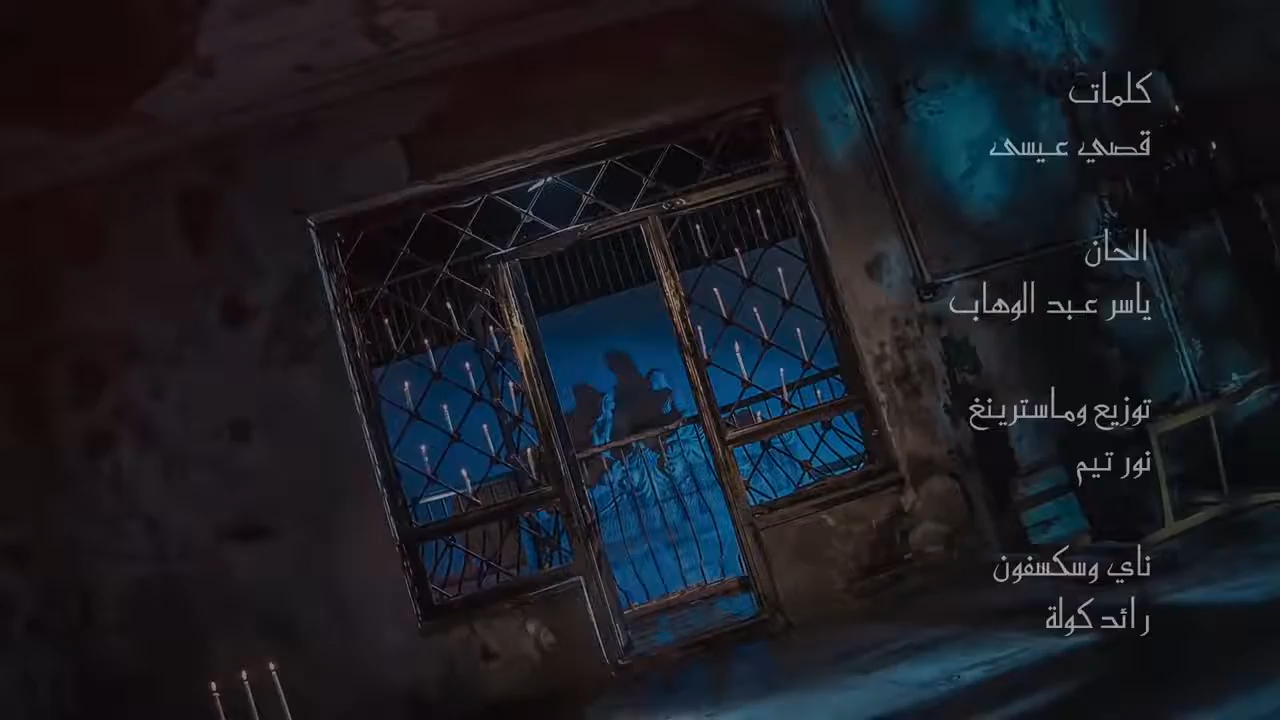 كلمات
قصي عيسى
الحان
ياسر عبد الوهاب
توزيع وماسترينغ
نور تيم
ناي وسكسفون
رائد كولة